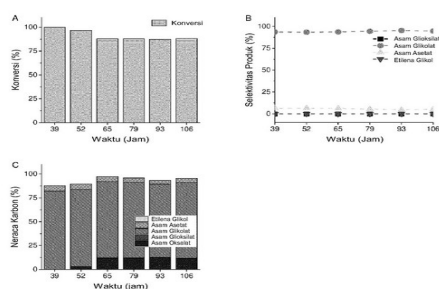 A
Konversi
Konversi (%)
100
75
50
25
0
39 52 65 79 93 106
Waktu (Jam)
B
Asam Glioksilat
Asam Glikolat
Asam Asetat
Etilena Glikol
Selektivitas Produk (%)
100
75
50
25
0
39 52 65 79 93 106
Waktu (Jam)
C
Neraca Karbon (%)
100
75
50
25
0
Etilena Glikol
Asam Asetat
Asam Glikolat
Asam Glioksilat
Asam Oksalat
39 52 65 79 93 106
Waktu (jam)